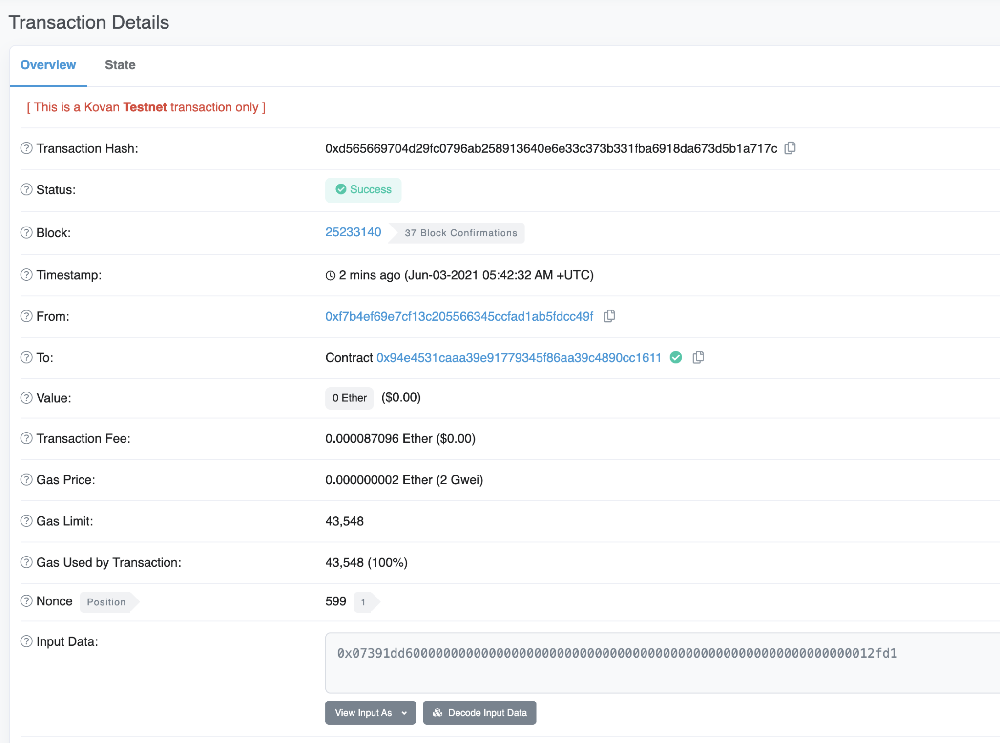 Transaction Details
Overview State
[ This is a Kovan Testnet transaction only ]
Transaction Hash: 0xd565669704d29fc0796ab258913640e6e33c373b331fba6918da673d5b1a717c
Status: Success
Block: 25233140 37 Block Confirmations
Timestamp: 2 mins ago (Jun-03-2021 05:42:32 AM +UTC)
From: 0xf7b4ef69e7cf13c205566345ccfad1ab5fdcc49f
To: Contract 0x94e4531caaa39e91779345f86aa39c4890cc1611
Value: 0 Ether ($0.00)
Transaction Fee: 0.000087096 Ether ($0.00)
Gas Price: 0.000000002 Ether (2 Gwei)
Gas Limit: 43,548
Gas Used by Transaction: 43,548 (100%)
Nonce Position 599 1
Input Data: 0x07391dd60000000000000000000000000000000000000000000000000000000000012fd1
View Input As Decode Input Data